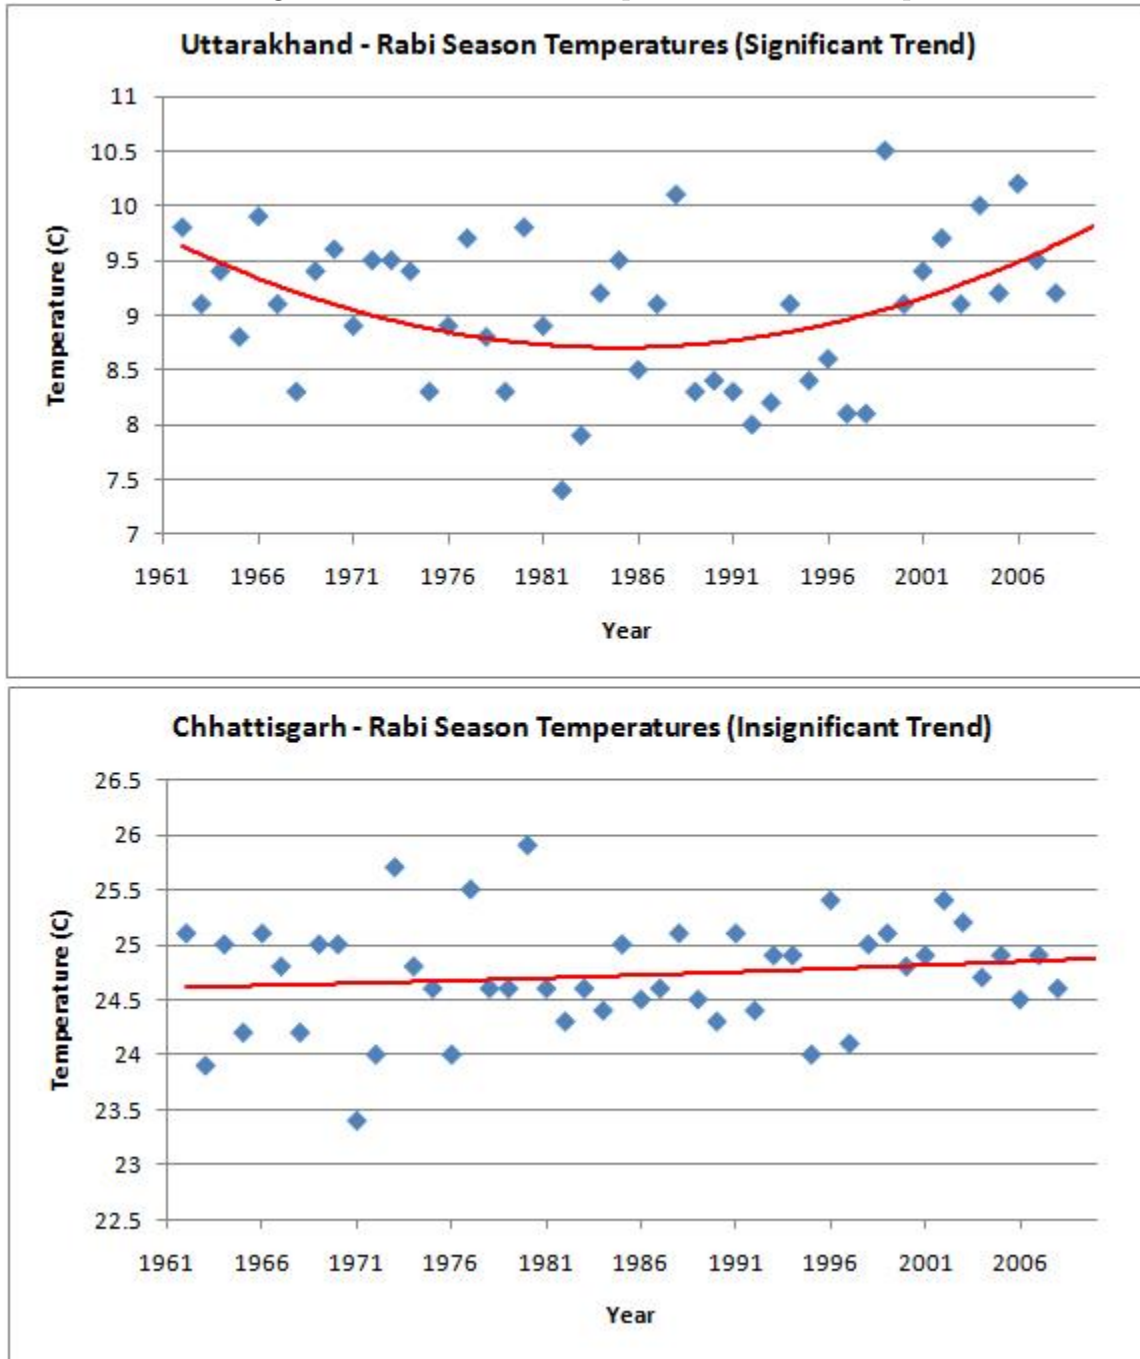 Uttarakhand - Rabi Season Temperatures (Significant Trend)
11
10.5
10
9.5
9
8.5
8
7.5
7
Temperature (C)
1961 1966 1971 1976 1981 1986 1991 1996 2001 2006
Year
Chhattisgarh - Rabi Season Temperatures (Insignificant Trend)
26.5
26
25.5
25
24.5
24
23.5
23
22.5
Temperature (C)
1961 1966 1971 1976 1981 1986 1991 1996 2001 2006
Year